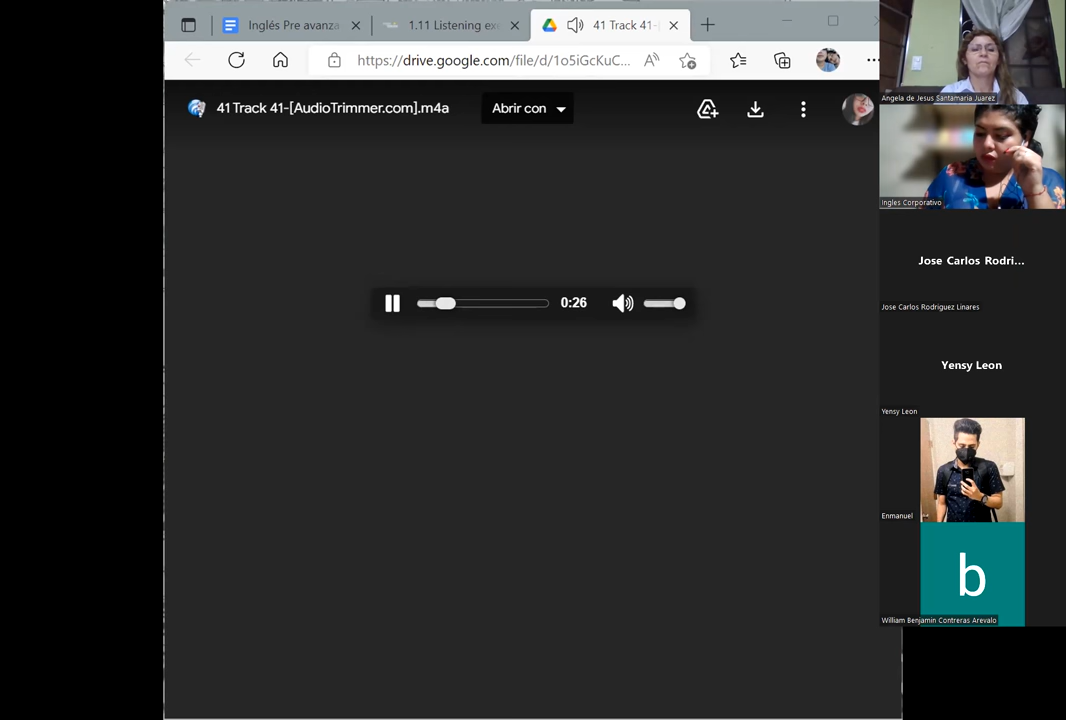 Inglés Pre avanza
1.11 Listening exe
41 Track 41-[
https://drive.google.com/file/d/1o5iGcKuC...
41 Track 41-[AudioTrimmer.com].m4a
Abrir con
0:26
Angela de Jesus Santamaria Juarez
Ingles Corporativo
Jose Carlos Rodri...
Jose Carlos Rodriguez Linares
Yensy Leon
Yensy Leon
Enmanuel
b
William Benjamin Contreras Arevalo